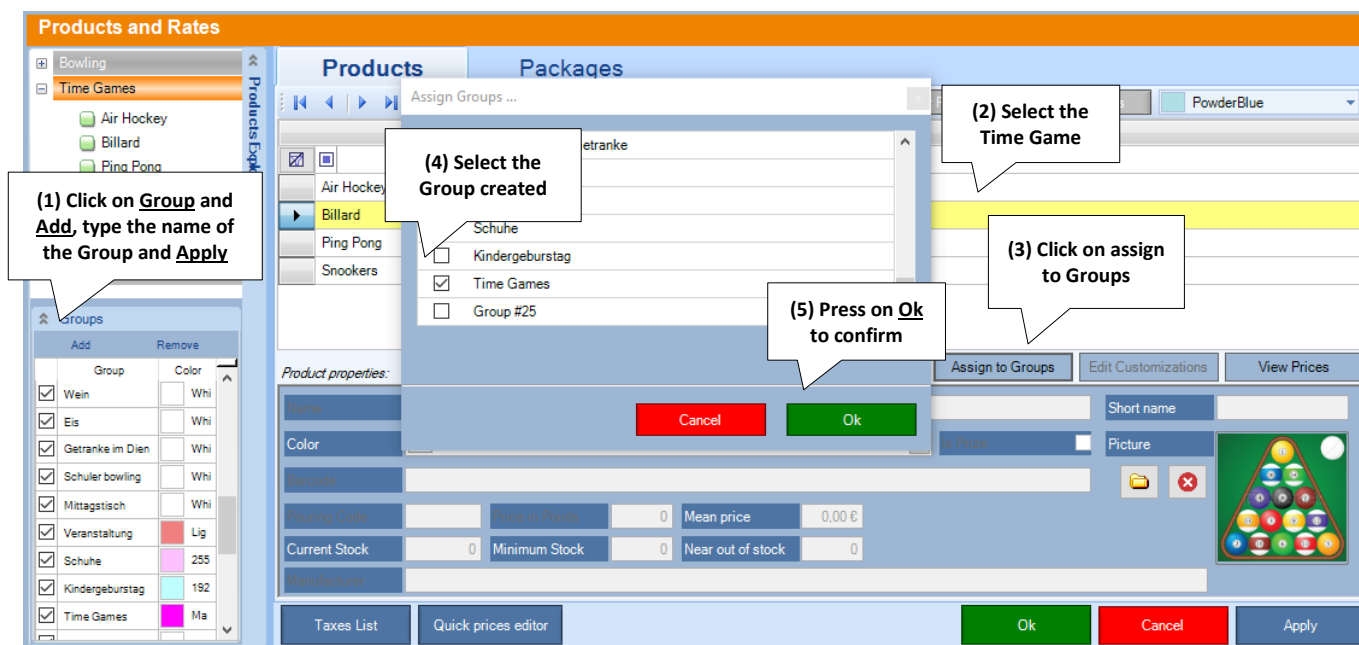 Products and Rates
Bowling
Time Games
Air Hockey
Billard
Ping Pong
(1) Click on Group and
Add, type the name of
the Group and Apply
Groups
Add Remove
Group Color
Wein Whi
Eis Whi
Getranke im Dien Whi
Schuler bowling Whi
Mittagstisch Whi
Veranstaltung Lig
Schuhe 255
Kindergeburstag 192
Time Games Ma
Products
Packages
PowderBlue
Air Hockey
Billard
Ping Pong
Snookers
Assign Groups ...
(2) Select the
Time Game
(4) Select the
Group created
Schuhe
Kindergeburstag
Time Games
Group #25
(3) Click on assign
to Groups
(5) Press on Ok
to confirm
Cancel
Ok
Product properties:
Assign to Groups
Edit Customizations
View Prices
Name
Short name
Color
Picture
Barcode
Mean price 0,00 €
0
Current Stock 0
Minimum Stock 0
Near out of stock 0
Taxes List
Quick prices editor
Ok
Cancel
Apply